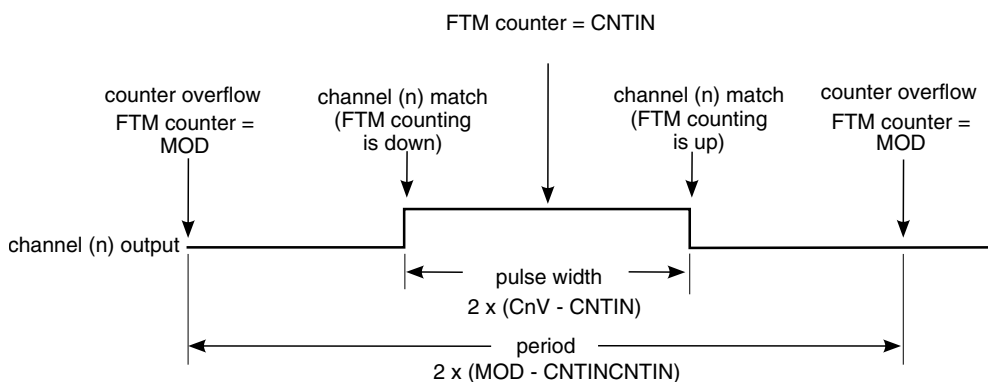 FTM counter = CNTIN
counter overflow
FTM counter =
MOD
channel (n) match
(FTM counting
is down)
channel (n) match
(FTM counting
is up)
counter overflow
FTM counter =
MOD
channel (n) output
pulse width
2 x (CnV - CNTIN)
period
2 x (MOD - CNTINCNTIN)